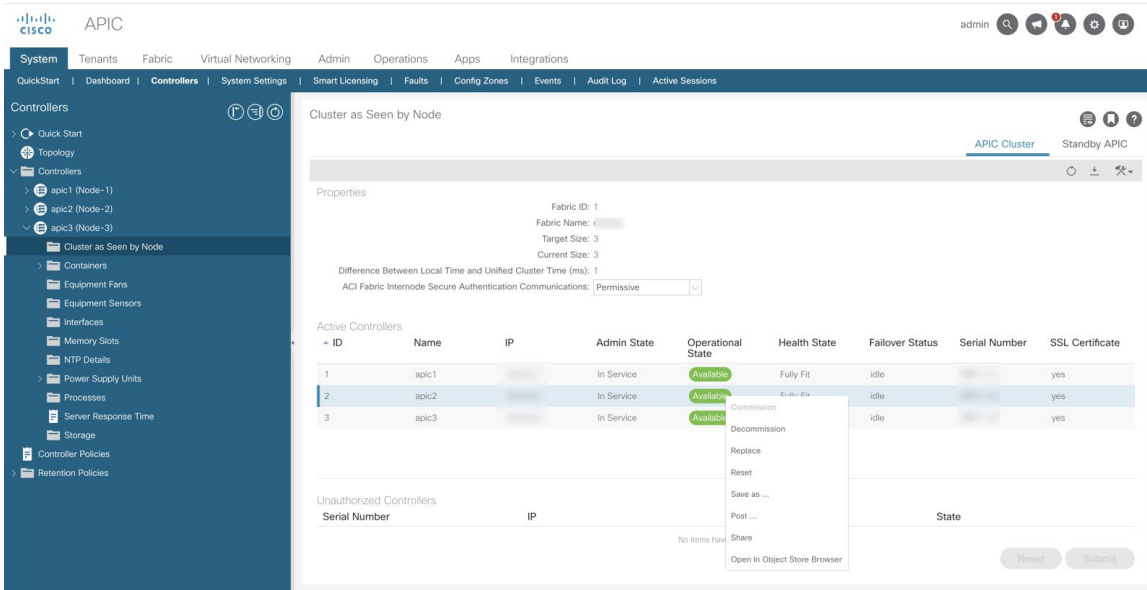 CISCO APIC admin 1
System Tenants Fabric Virtual Networking Admin Operations Apps Integrations
QuickStart | Dashboard | Controllers | System Settings | Smart Licensing | Faults | Config Zones | Events | Audit Log | Active Sessions
Controllers
Quick Start
Topology
Controllers
apic1 (Node-1)
apic2 (Node-2)
apic3 (Node-3)
Cluster as Seen by Node
Containers
Equipment Fans
Equipment Sensors
Interfaces
Memory Slots
NTP Details
Power Supply Units
Processes
Server Response Time
Storage
Controller Policies
Retention Policies
Cluster as Seen by Node
APIC Cluster Standby APIC
Properties
Fabric ID: 1
Fabric Name:
Target Size: 3
Current Size: 3
Difference Between Local Time and Unified Cluster Time (ms): 1
ACI Fabric Internode Secure Authentication Communications: Permissive
Active Controllers
ID Name IP Admin State Operational State Health State Failover Status Serial Number SSL Certificate
1 apic1 In Service Available Fully Fit idle yes
2 apic2 In Service Available Fully Fit idle yes
3 apic3 In Service Available idle yes
Commission
Decommission
Replace
Reset
Save as ...
Post ...
Share
Open In Object Store Browser
Unauthorized Controllers
Serial Number IP State
No items hav
Reset Submit